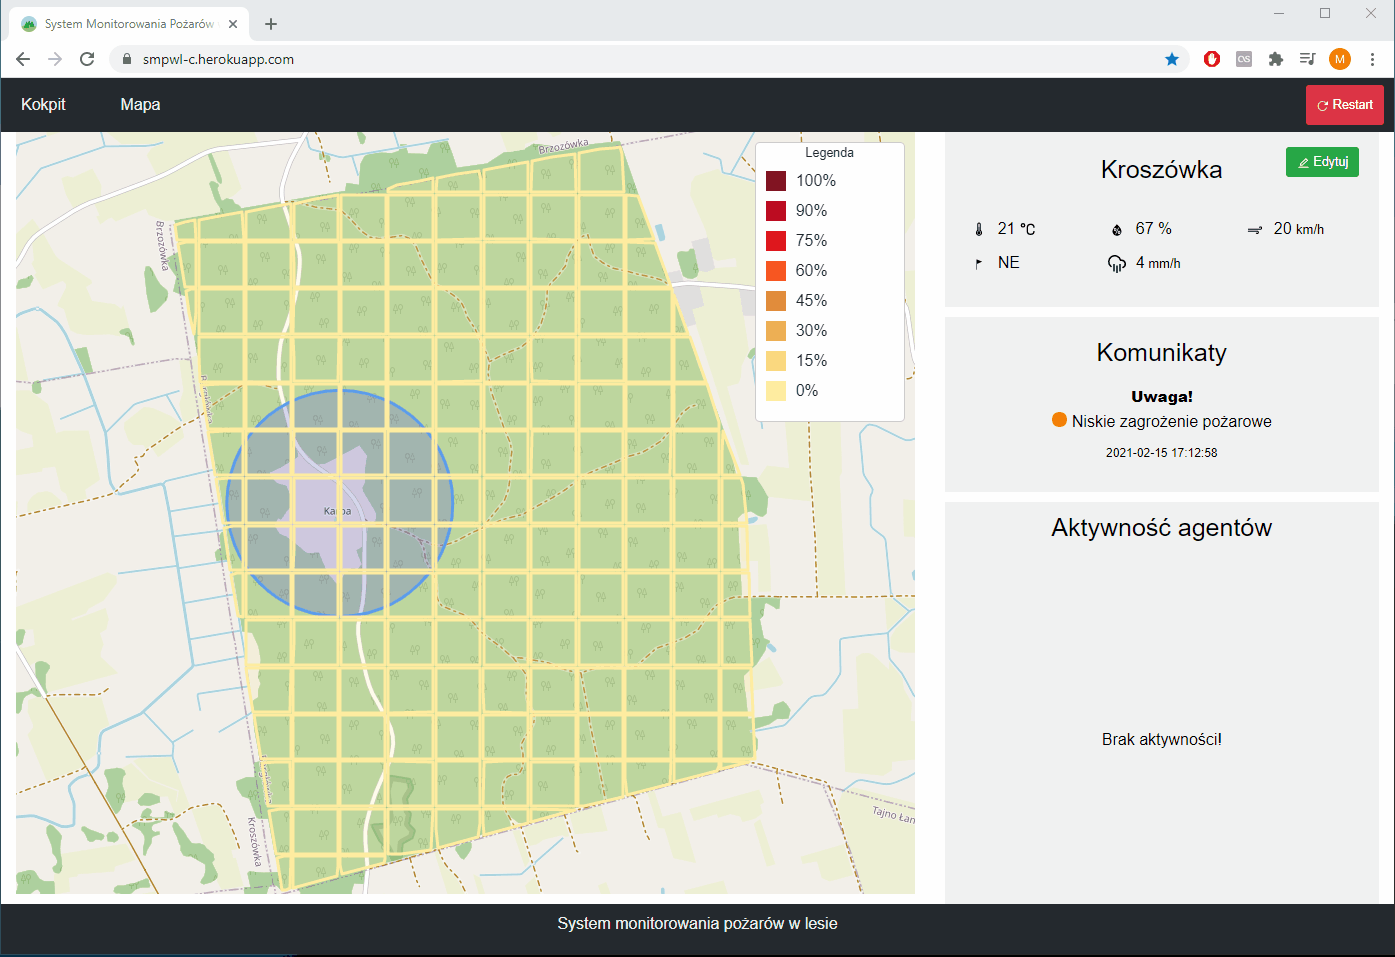 System Monitorowania Pożarów
smpwl-c.herokuapp.com
M
Kokpit
Mapa
Restart
Brzozówka
Brzozówka
Karpa
Kroszówka
Tajno Łan
Legenda
100%
90%
75%
60%
45%
30%
15%
0%
Kroszówka
Edytuj
21 °C
67 %
20 km/h
NE
4 mm/h
Komunikaty
Uwaga!
Niskie zagrożenie pożarowe
2021-02-15 17:12:58
Aktywność agentów
Brak aktywności!
System monitorowania pożarów w lesie